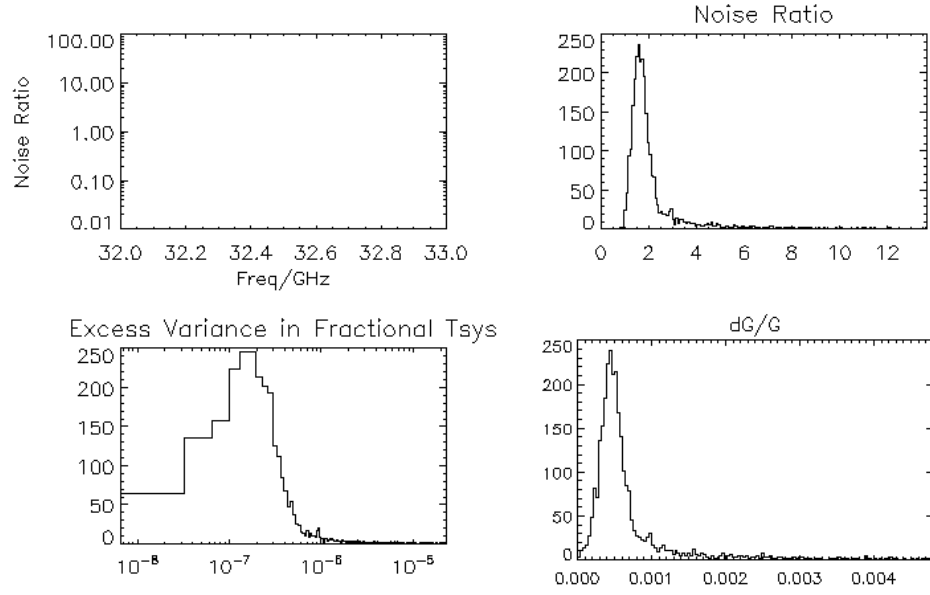 Noise Ratio
100.00
10.00
1.00
0.10
0.01
Noise Ratio
32.0 32.2 32.4 32.6 32.8 33.0
Freq/GHz
250
200
150
100
50
0
0 2 4 6 8 10 12
Excess Variance in Fractional Tsys
250
200
150
100
50
0
10⁻⁸ 10⁻⁷ 10⁻⁶ 10⁻⁵
dG/G
250
200
150
100
50
0
0.000 0.001 0.002 0.003 0.004